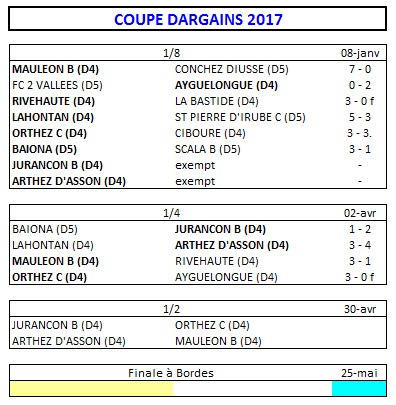 COUPE DARGAINS 2017
1/8 08-janv
MAULEON B (D4) CONCHEZ DIUSSE (D5) 7 - 0
FC 2 VALLEES (D5) AYGUELONGUE (D4) 0 - 2
RIVEHAUTE (D4) LA BASTIDE (D4) 3 - 0 f
LAHONTAN (D4) ST PIERRE D'IRUBE C (D5) 5 - 3
ORTHEZ C (D4) CIBOURE (D4) 3 - 3.
BAIONA (D5) SCALA B (D5) 3 - 1
JURANCON B (D4) exempt -
ARTHEZ D'ASSON (D4) exempt -
1/4 02-avr
BAIONA (D5) JURANCON B (D4) 1 - 2
LAHONTAN (D4) ARTHEZ D'ASSON (D4) 3 - 4
MAULEON B (D4) RIVEHAUTE (D4) 3 - 1
ORTHEZ C (D4) AYGUELONGUE (D4) 3 - 0 f
1/2 30-avr
JURANCON B (D4) ORTHEZ C (D4)
ARTHEZ D'ASSON (D4) MAULEON B (D4)
Finale à Bordes 25-mai